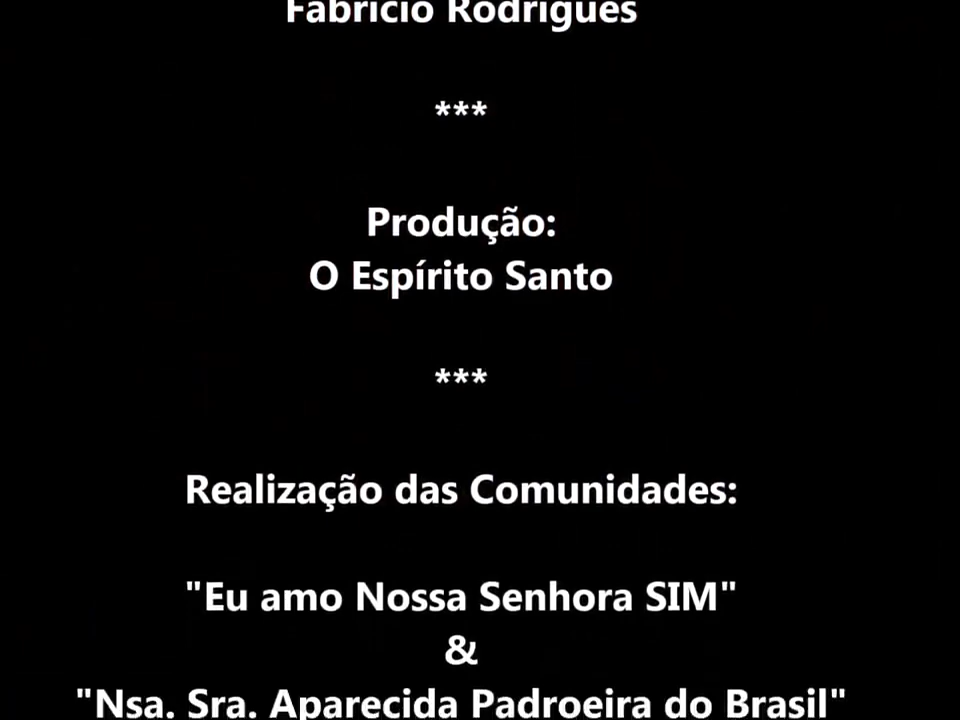 Fabrício Rodrigues
***
Produção:
O Espírito Santo
***
Realização das Comunidades:
"Eu amo Nossa Senhora SIM"
&
"Nsa. Sra. Aparecida Padroeira do Brasil"